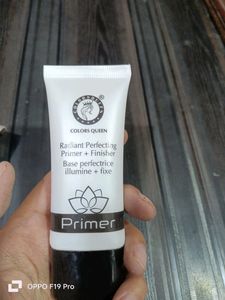 COLORS QUEEN
Radiant Perfecting
Primer + Finisher
Base perfectrice
illumine + fixe
Primer
OPPO F19 Pro